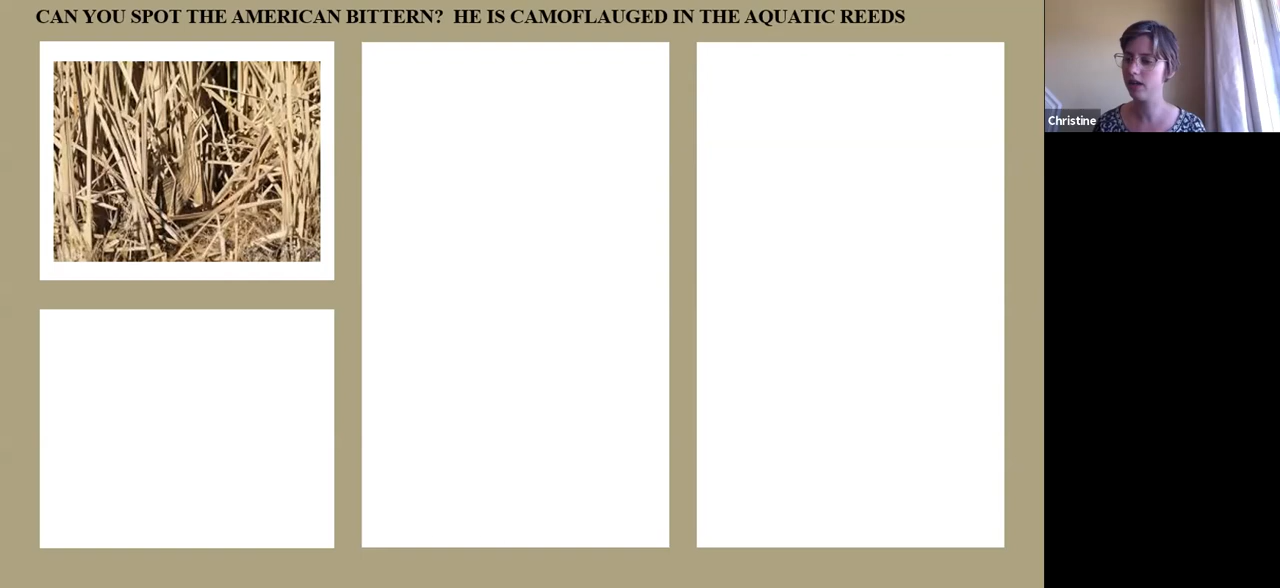 CAN YOU SPOT THE AMERICAN BITTERN?  HE IS CAMOFLAUGED IN THE AQUATIC REEDS
Christine